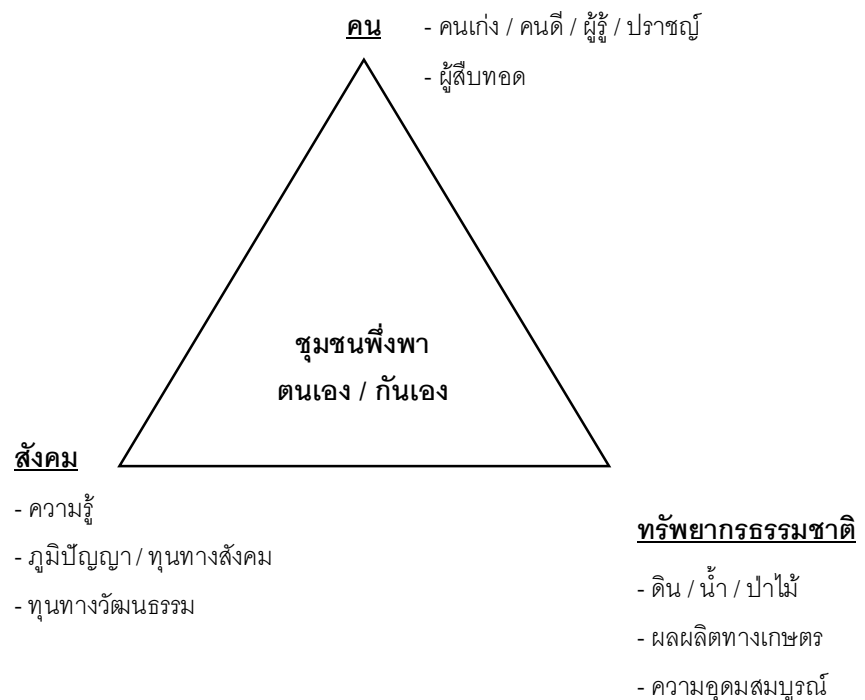 คน - คนเก่ง / คนดี / ผู้รู้ / ปราชญ์
- ผู้สืบทอด
ชุมชนพึ่งพา
ตนเอง / กันเอง
สังคม
- ความรู้
- ภูมิปัญญา / ทุนทางสังคม
- ทุนทางวัฒนธรรม
ทรัพยากรธรรมชาติ
- ดิน / น้ำ / ป่าไม้
- ผลผลิตทางเกษตร
- ความอุดมสมบูรณ์